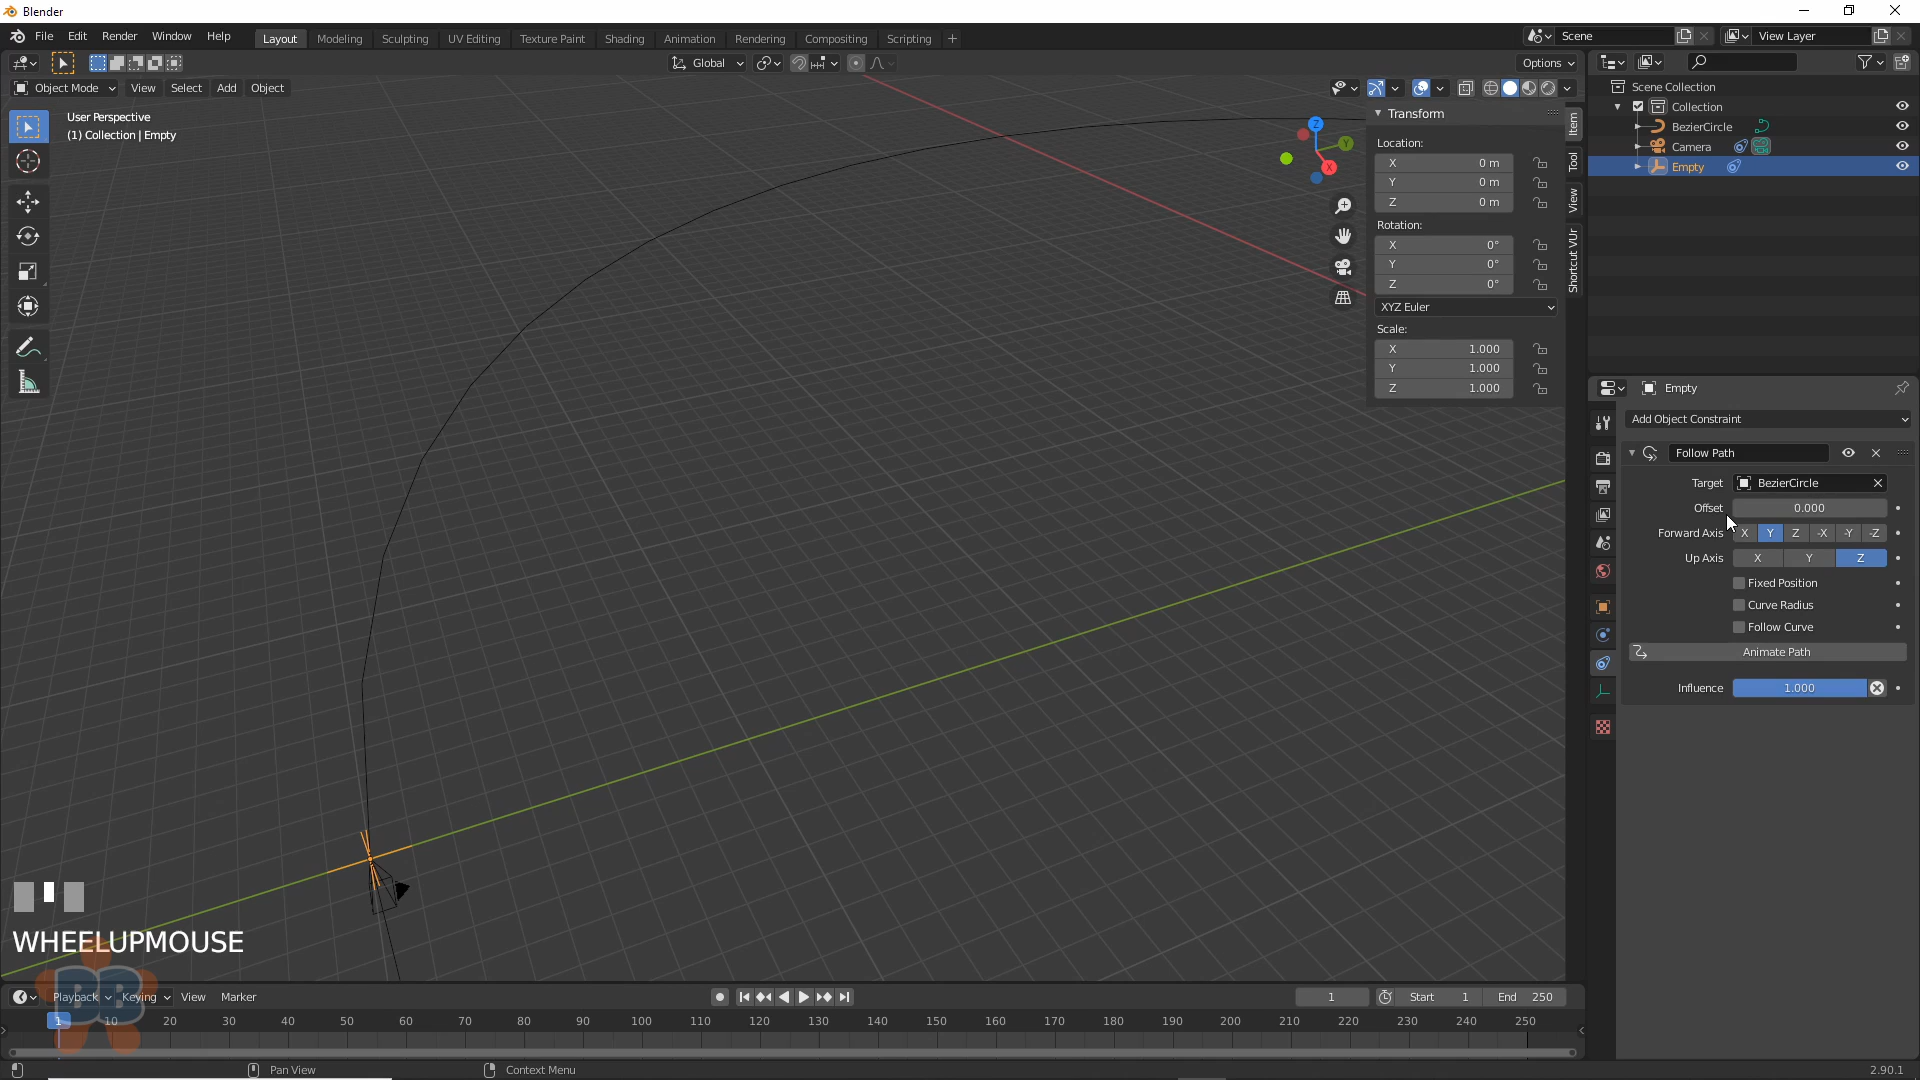 Blender
File Edit Render Window Help
Layout Modeling Sculpting UV Editing Texture Paint Shading Animation Rendering Compositing Scripting +
Scene
View Layer
Global
Options
Object Mode View Select Add Object
User Perspective
(1) Collection | Empty
Z
Y
X
Item
Tool
View
Shortcut VUr
Transform
Location:
X 0 m
Y 0 m
Z 0 m
Rotation:
X 0°
Y 0°
Z 0°
XYZ Euler
Scale:
X 1.000
Y 1.000
Z 1.000
Scene Collection
Collection
BezierCircle
Camera
Empty
Empty
Add Object Constraint
Follow Path
Target BezierCircle
Offset 0.000
Forward Axis X Y Z -X -Y -Z
Up Axis X Y Z
Fixed Position
Curve Radius
Follow Curve
Animate Path
Influence 1.000
WHEELUPMOUSE
BB
Playback Keying View Marker
1
Start 1 End 250
1 10 20 30 40 50 60 70 80 90 100 110 120 130 140 150 160 170 180 190 200 210 220 230 240 250
Pan View
Context Menu
2.90.1